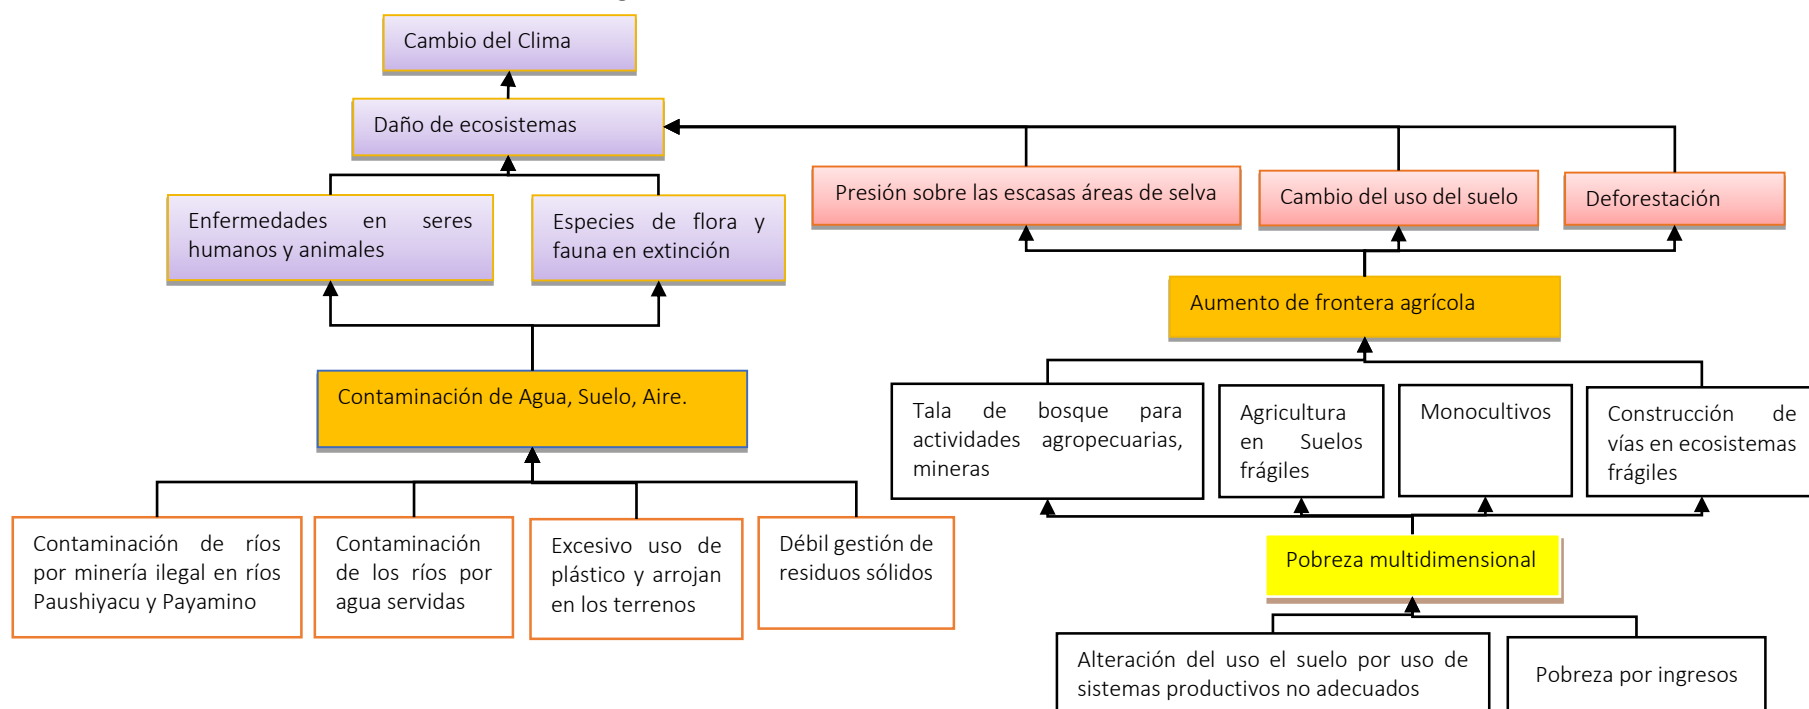 Cambio del Clima
Daño de ecosistemas
Presión sobre las escasas áreas de selva
Cambio del uso del suelo
Deforestación
Enfermedades en seres
humanos y animales
Especies de flora y
fauna en extinción
Aumento de frontera agrícola
Contaminación de Agua, Suelo, Aire.
Tala de bosque para
actividades agropecuarias,
mineras
Agricultura
en Suelos
frágiles
Monocultivos
Construcción de
vías en ecosistemas
frágiles
Contaminación de ríos
por minería ilegal en ríos
Paushiyacu y Payamino
Contaminación
de los ríos por
agua servidas
Excesivo uso de
plástico y arrojan
en los terrenos
Débil gestión de
residuos sólidos
Pobreza multidimensional
Alteración del uso el suelo por uso de
sistemas productivos no adecuados
Pobreza por ingresos